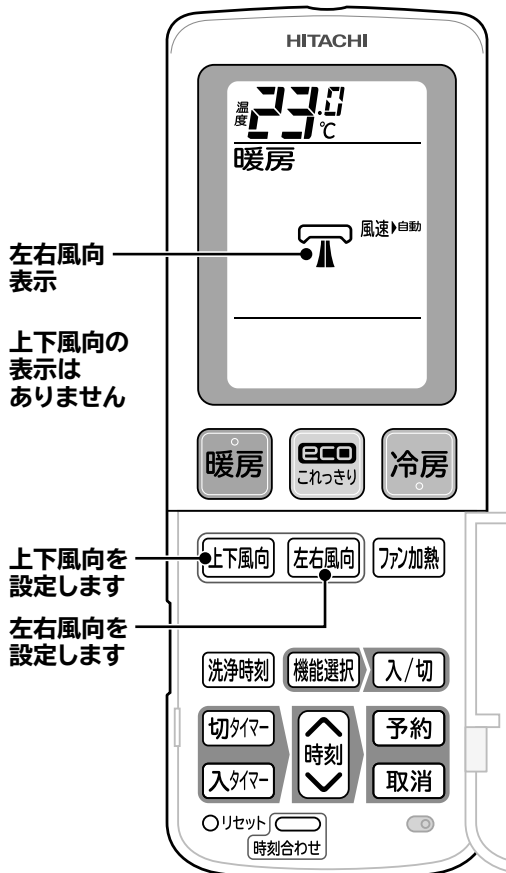 HITACHI
温度 23.0℃
暖房
風速 自動
左右風向
表示
上下風向の
表示は
ありません
暖房
eco
これっきり
冷房
上下風向を
設定します
上下風向 左右風向 ファン加熱
左右風向を
設定します
洗浄時刻 機能選択 入/切
切タイマー 時刻 予約
入タイマー 取消
リセット
時刻合わせ